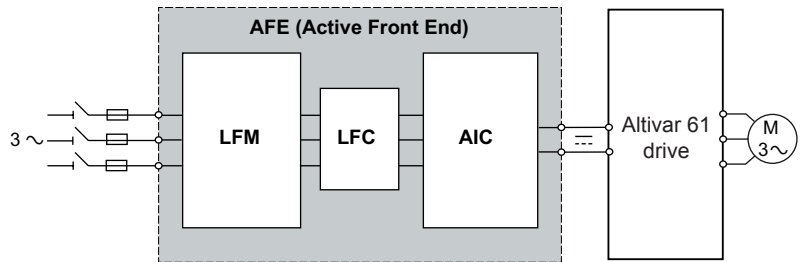 AFE (Active Front End)
3 ~
LFM
LFC
AIC
Altivar 61
drive
M
3~